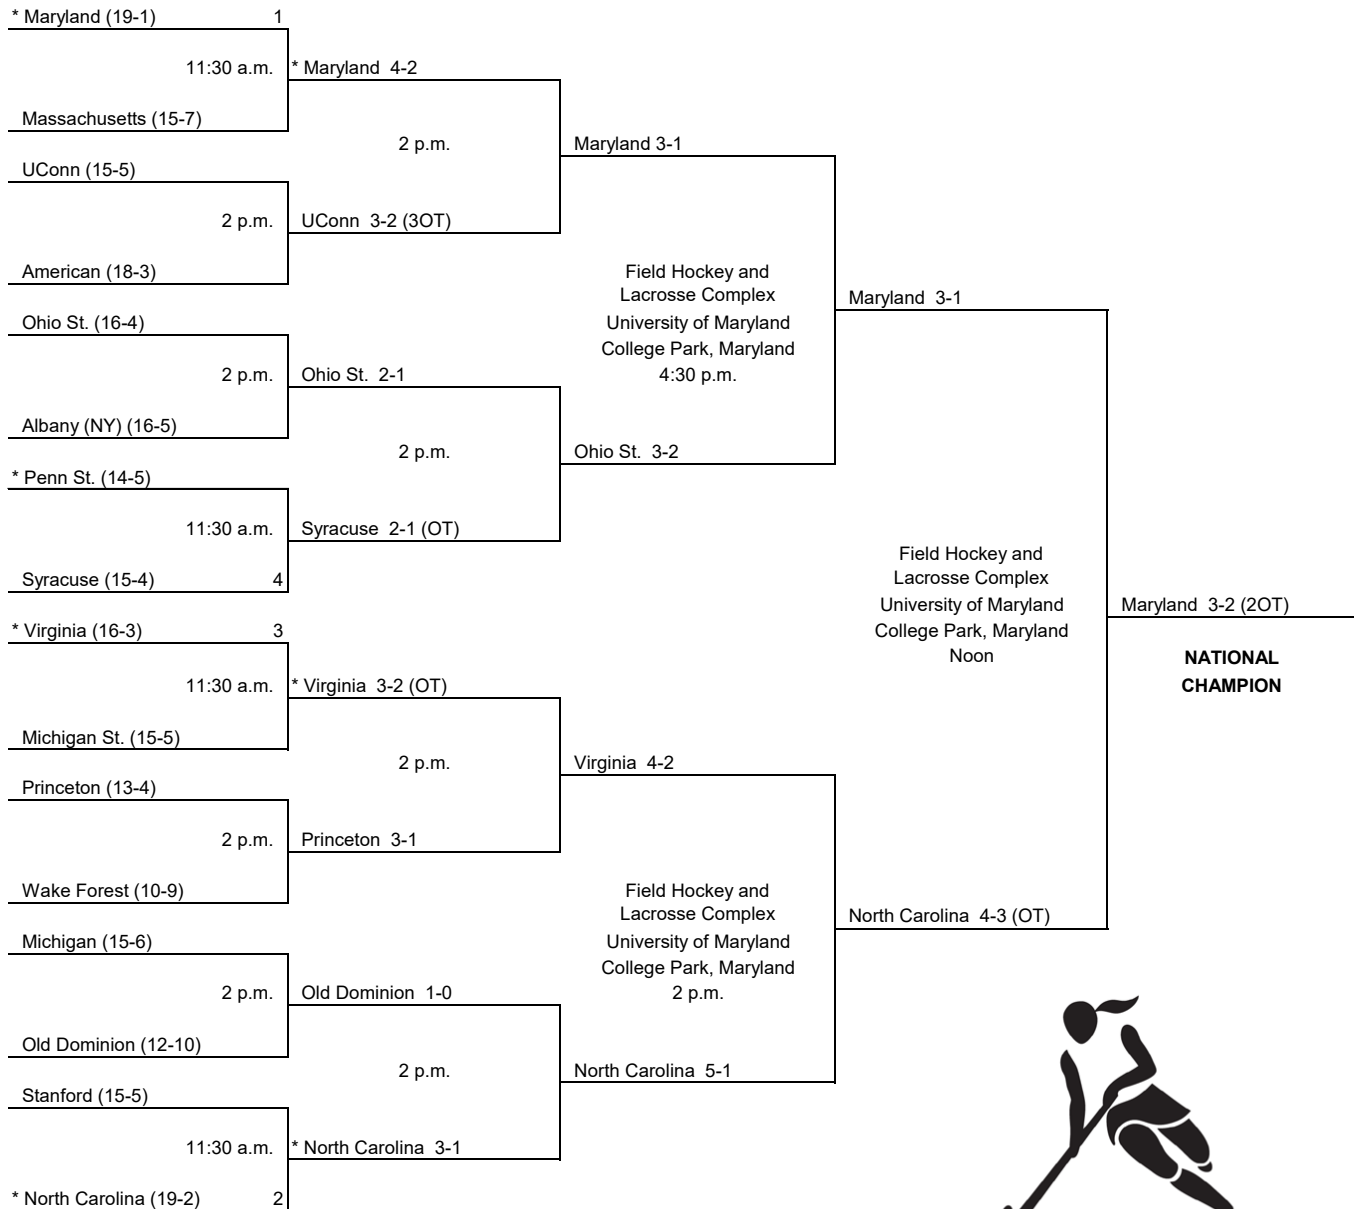 * Maryland (19-1) 1
11:30 a.m.
Massachusetts (15-7)
UConn (15-5)
2 p.m.
American (18-3)
Ohio St. (16-4)
2 p.m.
Albany (NY) (16-5)
* Penn St. (14-5)
11:30 a.m.
Syracuse (15-4) 4
* Virginia (16-3) 3
11:30 a.m.
Michigan St. (15-5)
Princeton (13-4)
2 p.m.
Wake Forest (10-9)
Michigan (15-6)
2 p.m.
Old Dominion (12-10)
Stanford (15-5)
11:30 a.m.
* North Carolina (19-2) 2
* Maryland 4-2
2 p.m.
UConn 3-2 (3OT)
Ohio St. 2-1
2 p.m.
Syracuse 2-1 (OT)
* Virginia 3-2 (OT)
2 p.m.
Princeton 3-1
Old Dominion 1-0
2 p.m.
* North Carolina 3-1
Maryland 3-1
Field Hockey and
Lacrosse Complex
University of Maryland
College Park, Maryland
4:30 p.m.
Ohio St. 3-2
Virginia 4-2
Field Hockey and
Lacrosse Complex
University of Maryland
College Park, Maryland
2 p.m.
North Carolina 5-1
Maryland 3-1
Field Hockey and
Lacrosse Complex
University of Maryland
College Park, Maryland
Noon
North Carolina 4-3 (OT)
Maryland 3-2 (2OT)
NATIONAL
CHAMPION